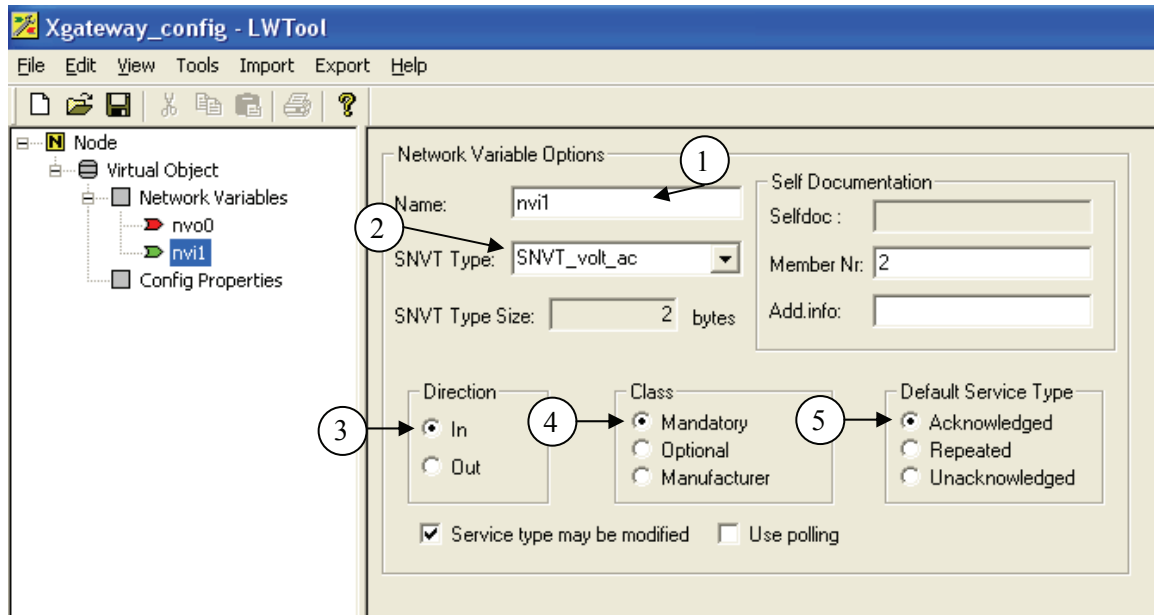 Xgateway_config - LWTool
File Edit View Tools Import Export Help
Node
Virtual Object
Network Variables
nvo0
nvi1
Config Properties
Network Variable Options
1
Name: nvi1
2
SNVT Type: SNVT_volt_ac
SNVT Type Size: 2 bytes
Self Documentation
Selfdoc :
Member Nr: 2
Add.info:
Direction
3
In
Out
Class
4
Mandatory
Optional
Manufacturer
Default Service Type
5
Acknowledged
Repeated
Unacknowledged
Service type may be modified
Use polling